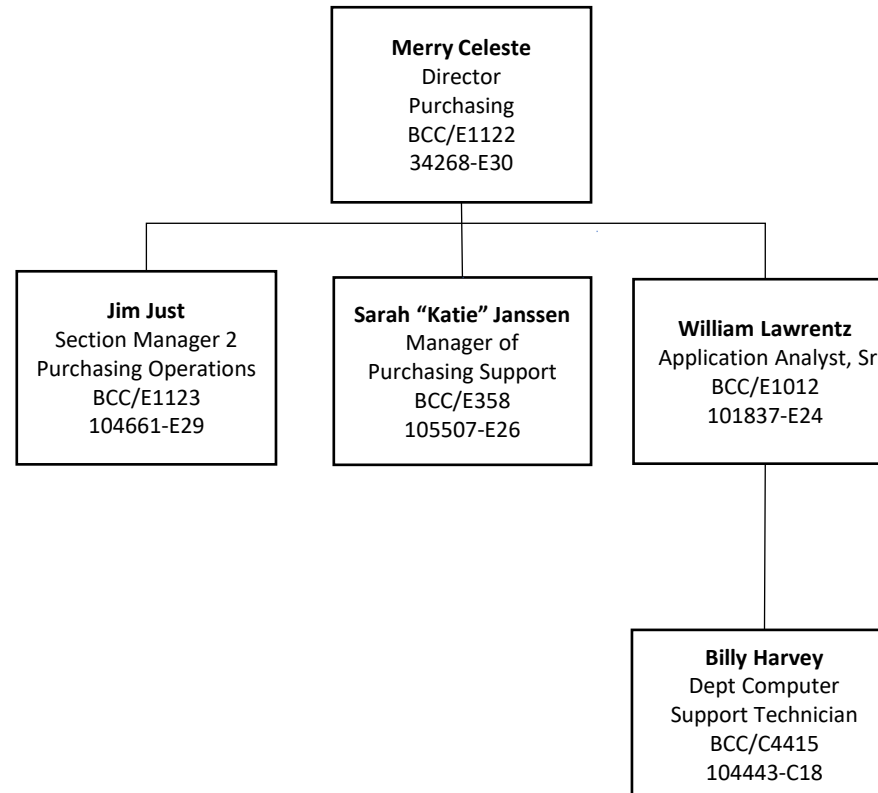 Merry Celeste
Director
Purchasing
BCC/E1122
34268-E30
Jim Just
Section Manager 2
Purchasing Operations
BCC/E1123
104661-E29
Sarah “Katie” Janssen
Manager of
Purchasing Support
BCC/E358
105507-E26
William Lawrentz
Application Analyst, Sr
BCC/E1012
101837-E24
Billy Harvey
Dept Computer
Support Technician
BCC/C4415
104443-C18